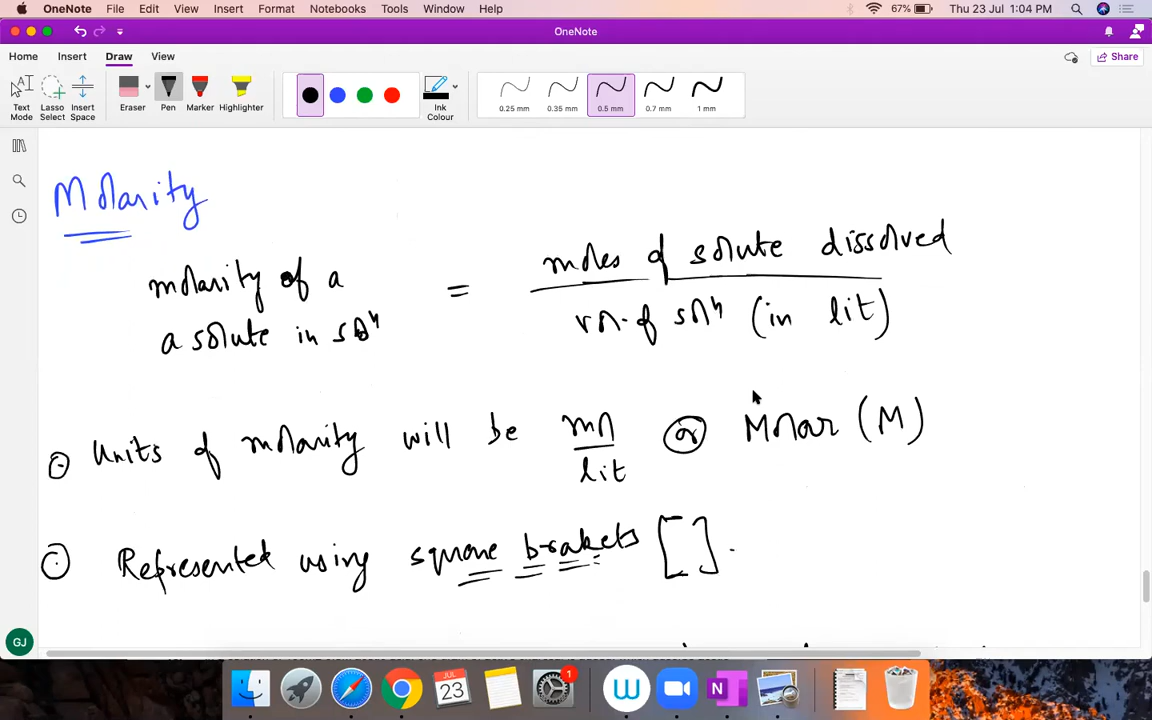 OneNote File Edit View Insert Format Notebooks Tools Window Help 67% Thu 23 Jul 1:04 PM
OneNote
Home Insert Draw View Share
Text Mode Lasso Select Insert Space Eraser Pen Marker Highlighter Ink Colour 0.25 mm 0.35 mm 0.5 mm 0.7 mm 1 mm
Molarity
molarity of a = moles of solute dissolved
a solute in solⁿ vol. of solⁿ (in lit)
Units of molarity will be mol/lit or Molar (M)
Represented using square brakets [ ].
GJ
JUL 23 1